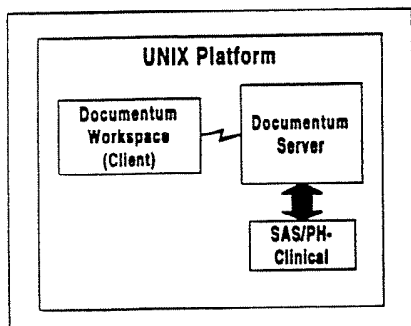 UNIX Platform
Documentum
Workspace
(Client)
Documentum
Server
SAS/PH-
Clinical